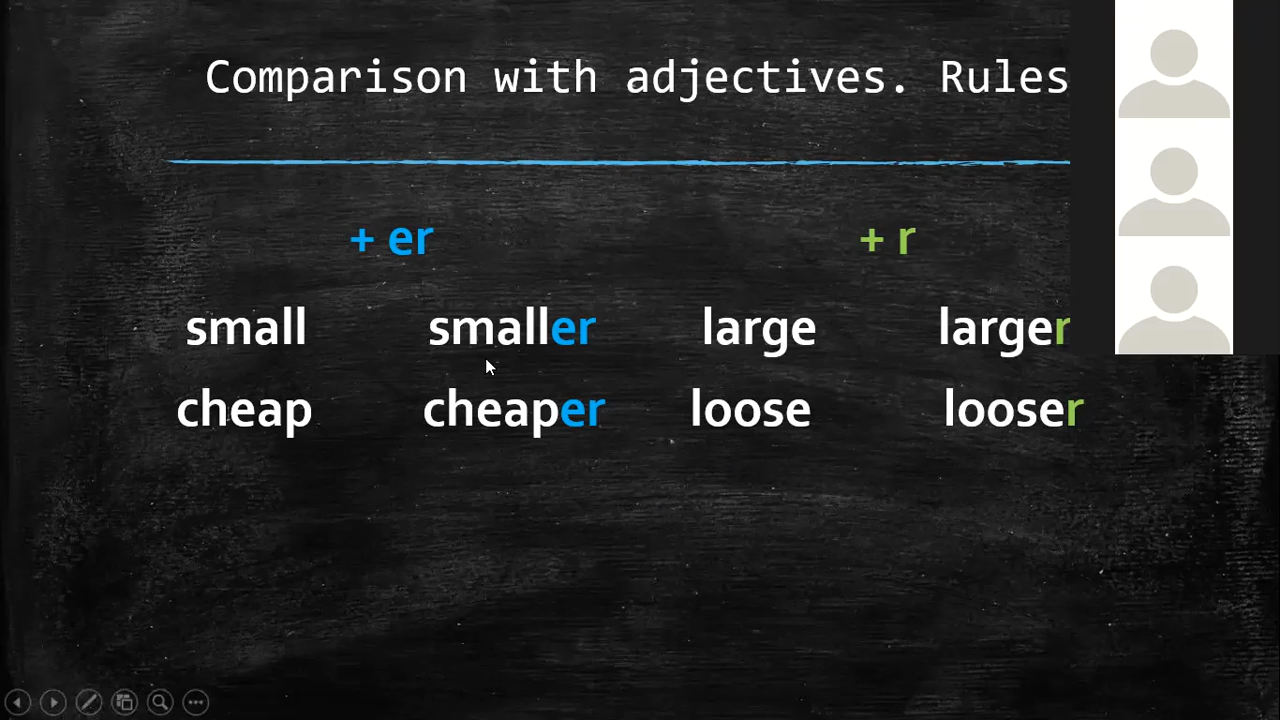 Comparison with adjectives. Rules
+ er + r
small smaller large larger
cheap cheaper loose looser